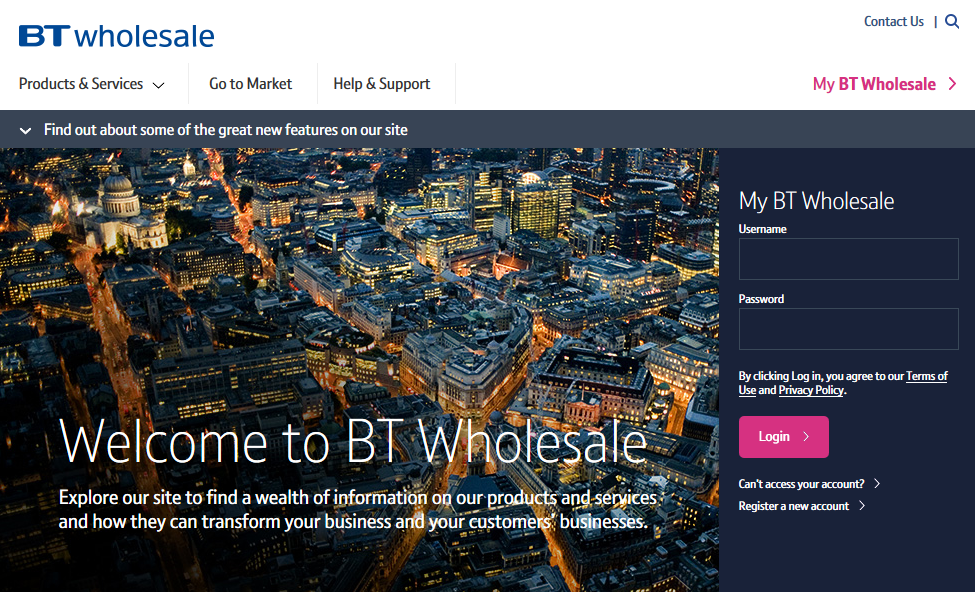 BT wholesale
Contact Us |
Products & Services
Go to Market
Help & Support
My BT Wholesale
Find out about some of the great new features on our site
Welcome to BT Wholesale
Explore our site to find a wealth of information on our products and services
and how they can transform your business and your customers' businesses.
My BT Wholesale
Username
Password
By clicking Log in, you agree to our Terms of
Use and Privacy Policy.
Login
Can't access your account?
Register a new account